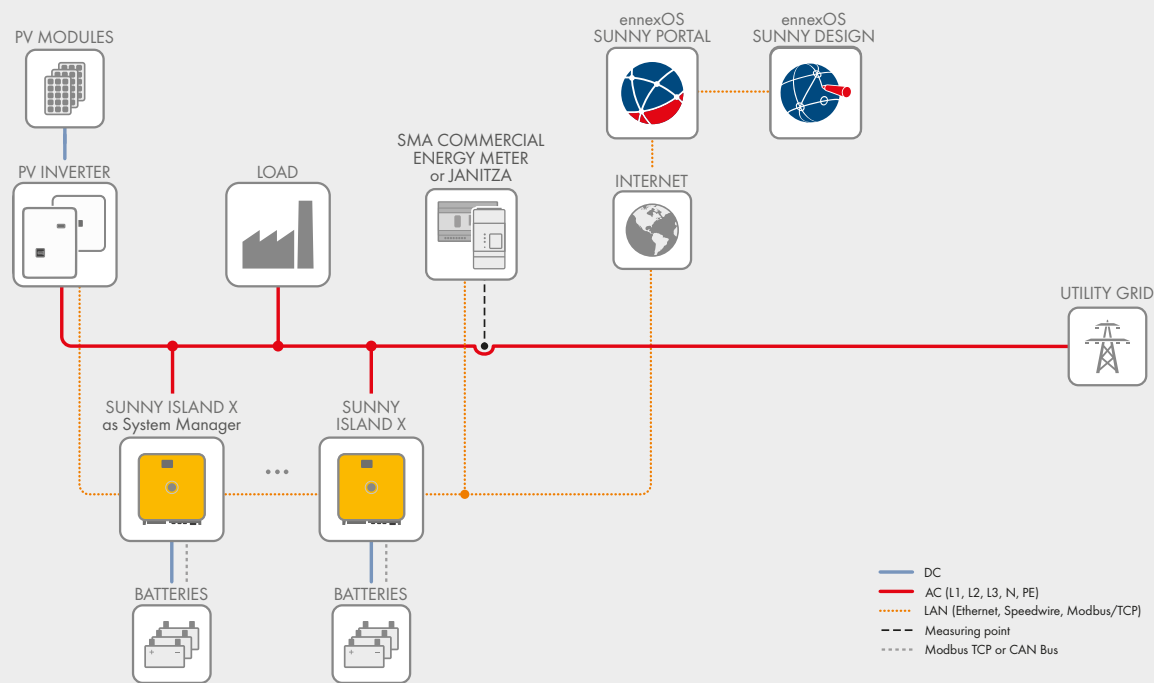 ennexOS
SUNNY PORTAL
ennexOS
SUNNY DESIGN
PV MODULES
SMA COMMERCIAL
ENERGY METER
or JANITZA
PV INVERTER
LOAD
INTERNET
UTILITY GRID
SUNNY ISLAND X
as System Manager
SUNNY
ISLAND X
...
BATTERIES
BATTERIES
DC
AC (L1, L2, L3, N, PE)
LAN (Ethernet, Speedwire, Modbus/TCP)
Measuring point
Modbus TCP or CAN Bus